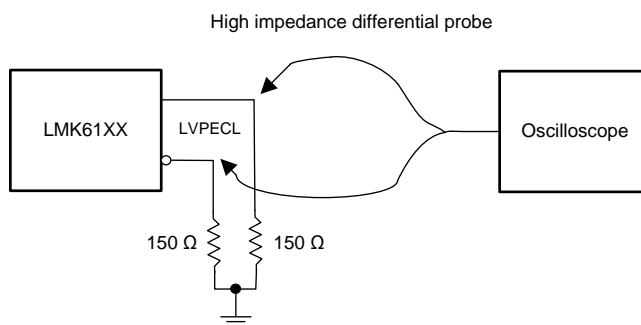 High impedance differential probe
LMK61XX
LVPECL
Oscilloscope
150 Ω
150 Ω